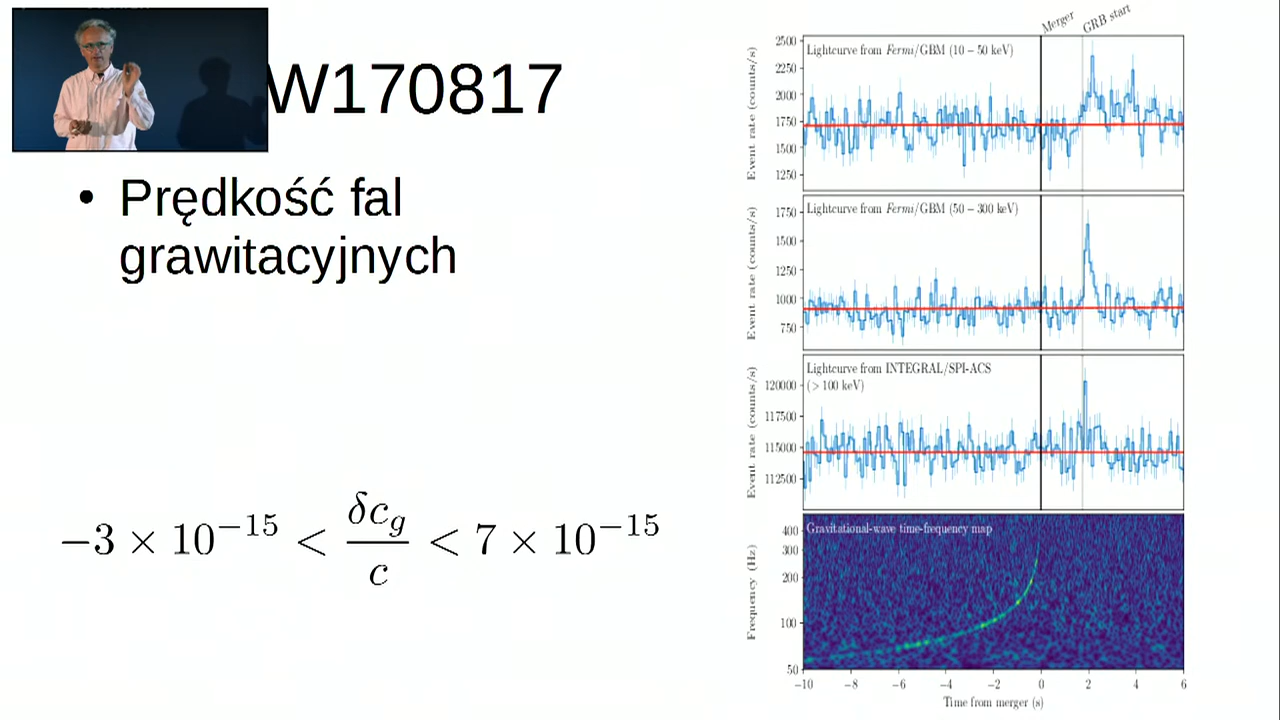 W170817
• Prędkość fal
grawitacyjnych
−3 × 10⁻¹⁵ < δc_g / c < 7 × 10⁻¹⁵
Merger
GRB start
Lightcurve from Fermi/GBM (10 − 50 keV)
Event rate (counts/s)
2500
2250
2000
1750
1500
1250
Lightcurve from Fermi/GBM (50 − 300 keV)
Event rate (counts/s)
1750
1500
1250
1000
750
Lightcurve from INTEGRAL/SPI-ACS
(> 100 keV)
Event rate (counts/s)
120000
117500
115000
112500
Gravitational-wave time-frequency map
Frequency (Hz)
400
300
200
100
50
−10 −8 −6 −4 −2 0 2 4 6
Time from merger (s)